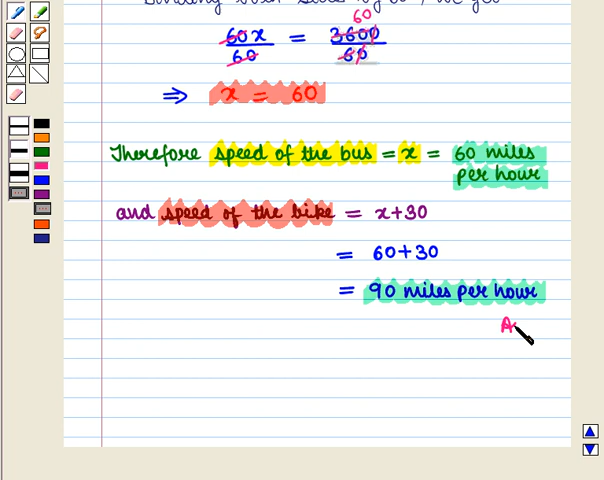 60x / 60 = 3600 / 60 60
⇒ x = 60
Therefore speed of the bus = x = 60 miles per hour
and speed of the bike = x+30
= 60+30
= 90 miles per hour
A